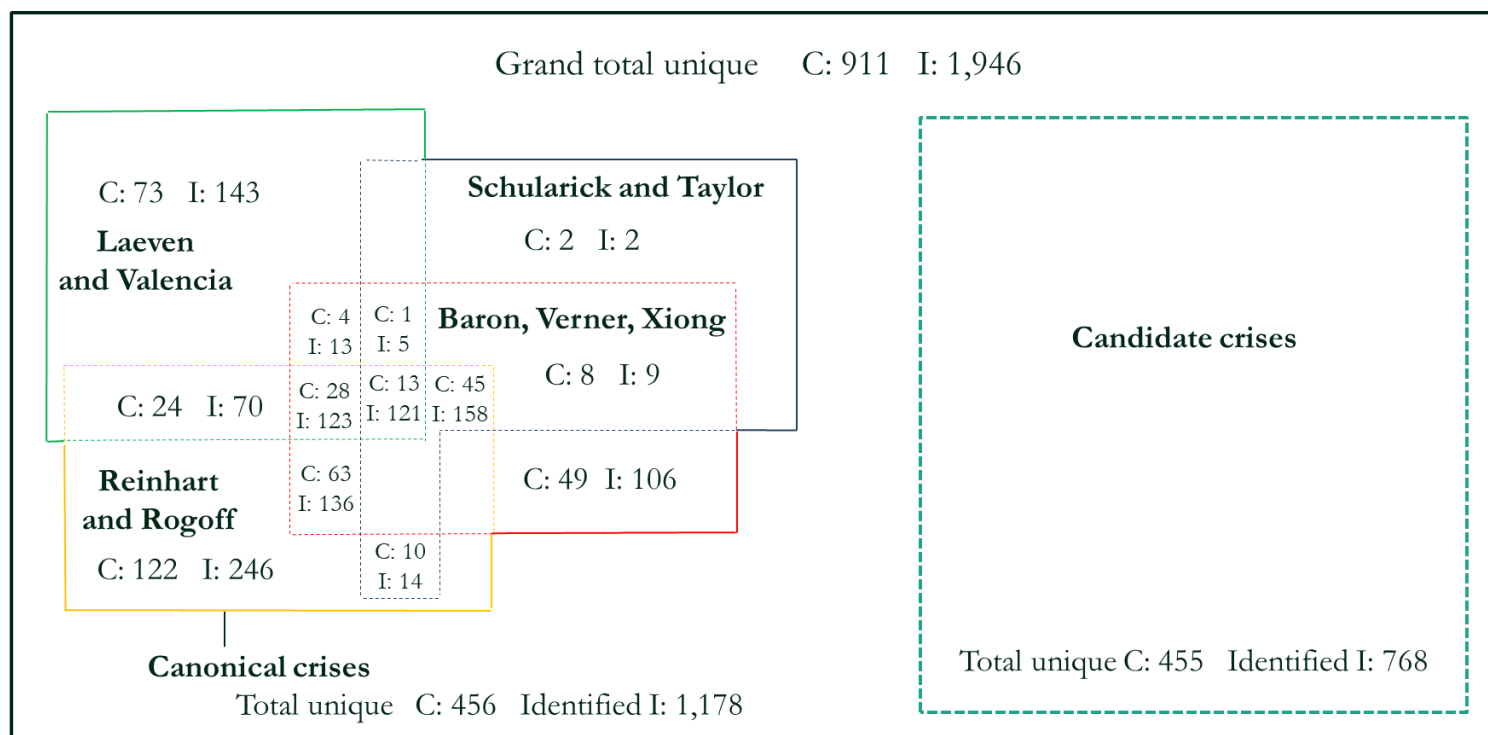 Grand total unique C: 911 I: 1,946
C: 73 I: 143
Laeven
and Valencia
Schularick and Taylor
C: 2 I: 2
C: 4
I: 13
C: 1
I: 5
Baron, Verner, Xiong
C: 8 I: 9
C: 24 I: 70
C: 28
I: 123
C: 13
I: 121
C: 45
I: 158
Reinhart
and Rogoff
C: 122 I: 246
C: 63
I: 136
C: 49 I: 106
C: 10
I: 14
Canonical crises
Total unique C: 456 Identified I: 1,178
Candidate crises
Total unique C: 455 Identified I: 768